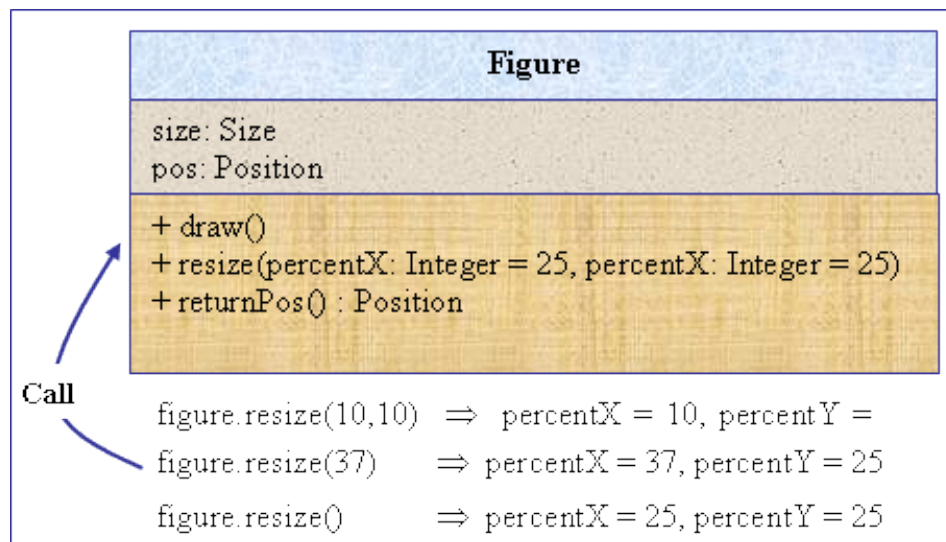 Figure
size: Size
pos: Position
+ draw()
+ resize(percentX: Integer = 25, percentX: Integer = 25)
+ returnPos() : Position
Call
figure.resize(10,10) ⇒ percentX = 10, percentY =
figure.resize(37) ⇒ percentX = 37, percentY = 25
figure.resize() ⇒ percentX = 25, percentY = 25